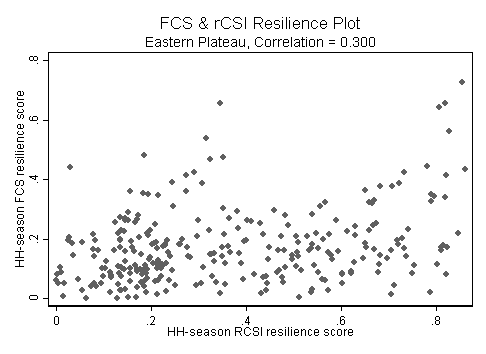 FCS & rCSI Resilience Plot
Eastern Plateau, Correlation = 0.300
HH-season FCS resilience score
.8
.6
.4
.2
0
0 .2 .4 .6 .8
HH-season RCSI resilience score